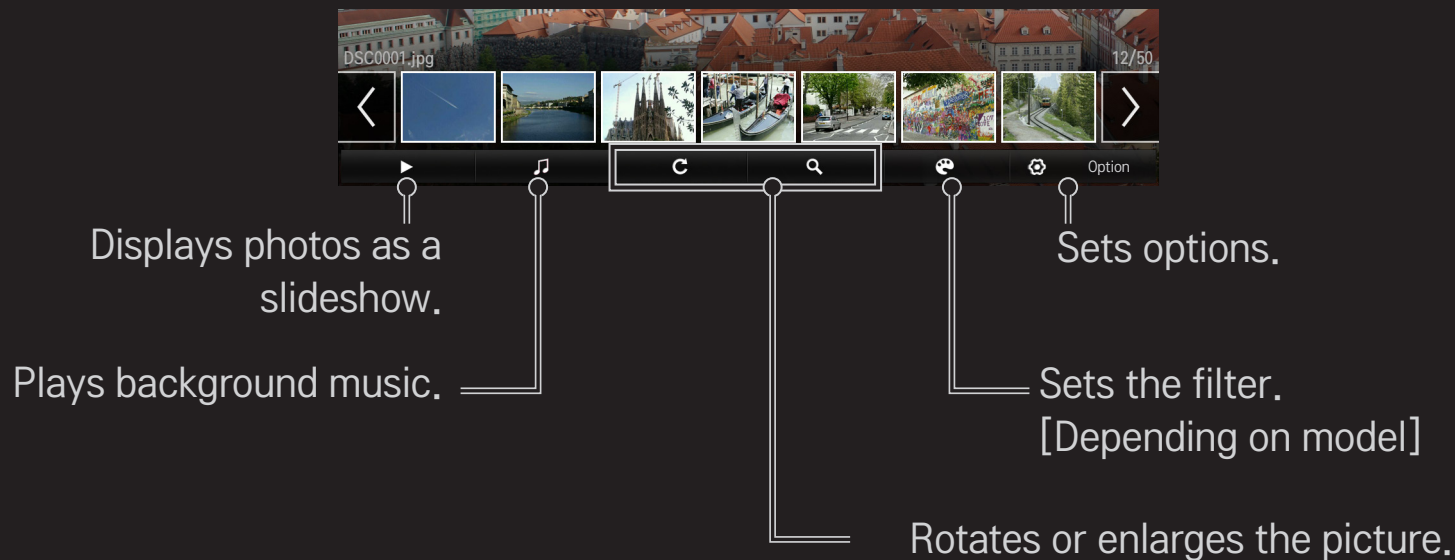 DSC0001.jpg
12/50
Option
Displays photos as a
slideshow.
Sets options.
Plays background music.
Sets the filter.
[Depending on model]
Rotates or enlarges the picture.